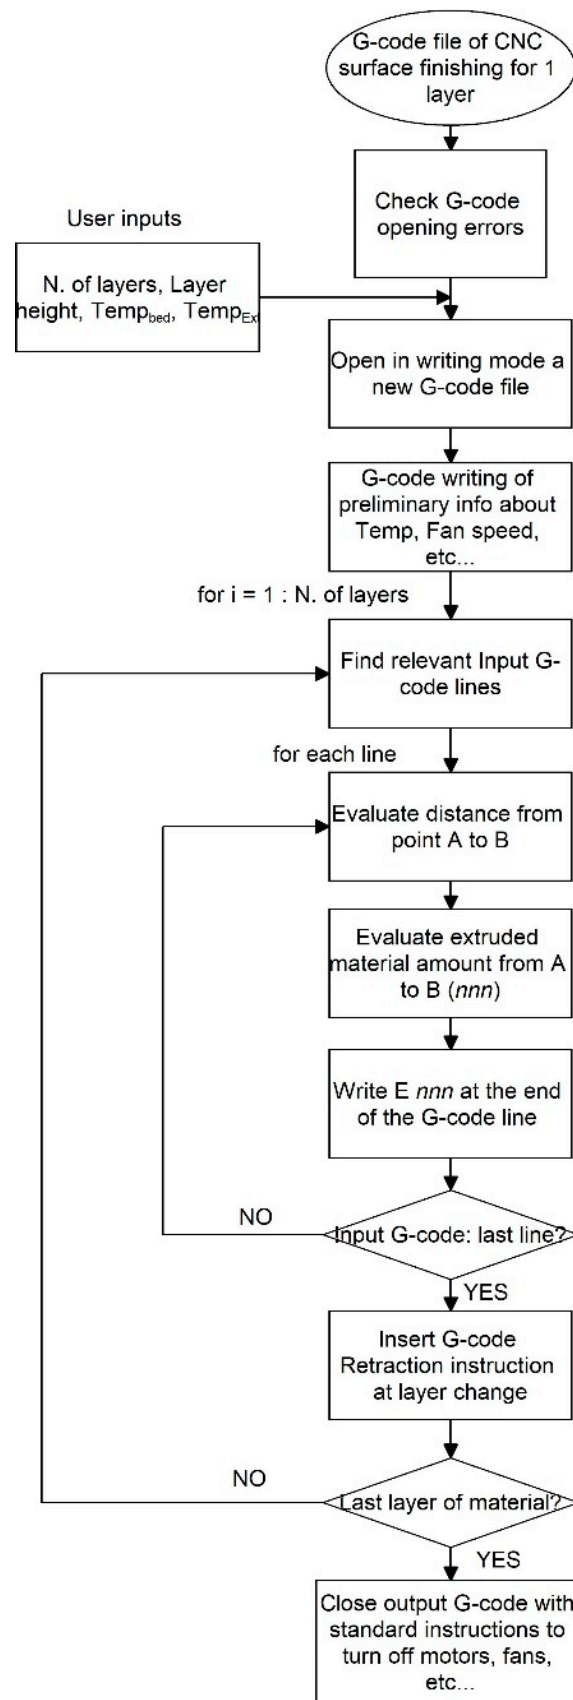 G-code file of CNC
surface finishing for 1
layer
Check G-code
opening errors
User inputs
N. of layers, Layer
height, Temp_bed, Temp_Ext
Open in writing mode a
new G-code file
G-code writing of
preliminary info about
Temp, Fan speed,
etc...
for i = 1 : N. of layers
Find relevant Input G-
code lines
for each line
Evaluate distance from
point A to B
Evaluate extruded
material amount from A
to B (nnn)
Write E nnn at the end
of the G-code line
NO
Input G-code: last line?
YES
Insert G-code
Retraction instruction
at layer change
NO
Last layer of material?
YES
Close output G-code with
standard instructions to
turn off motors, fans,
etc...